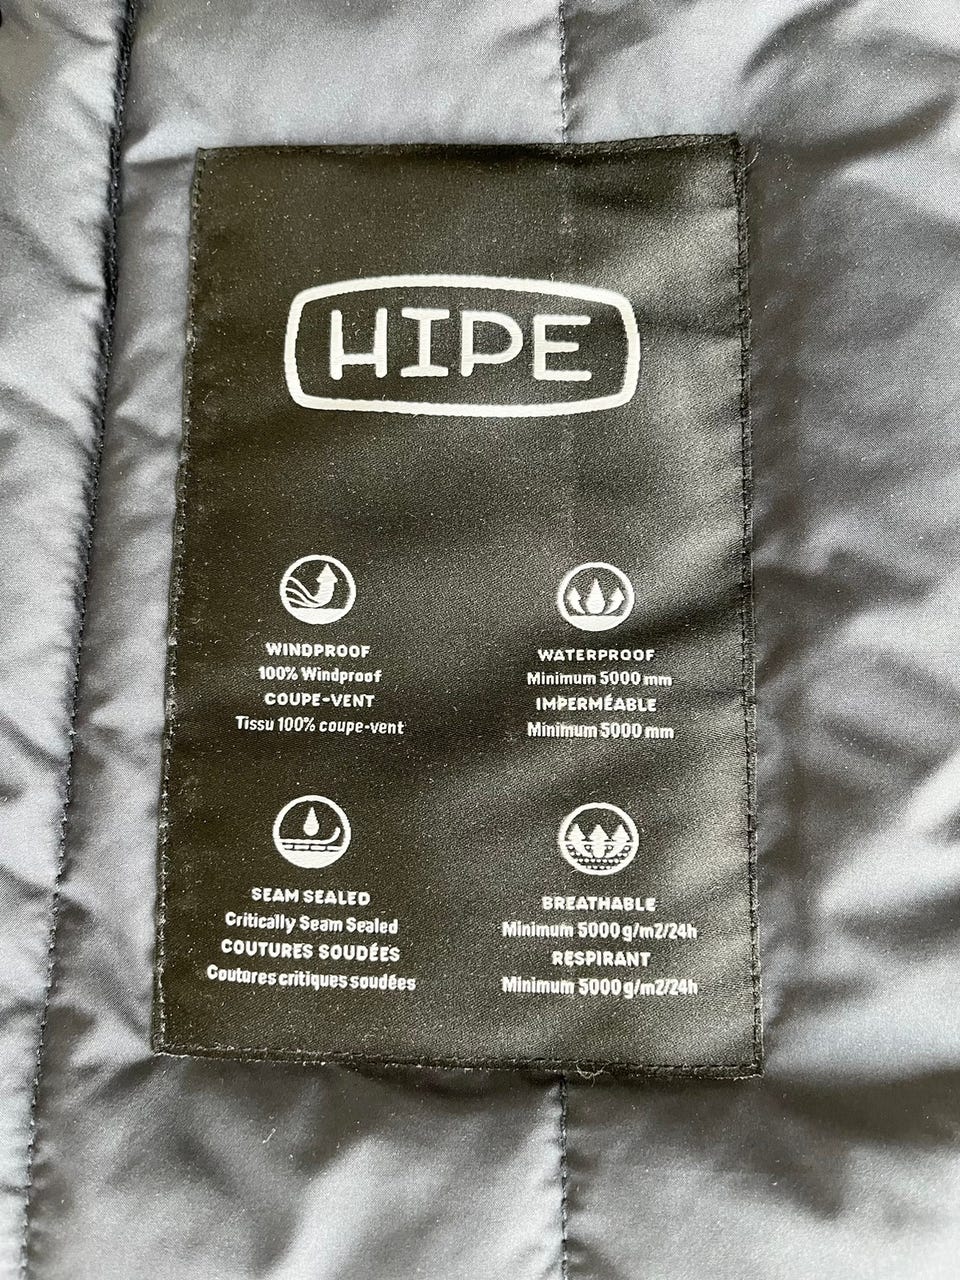 HIPE
WINDPROOF
100% Windproof
COUPE-VENT
Tissu 100% coupe-vent
WATERPROOF
Minimum 5000 mm
IMPERMÉABLE
Minimum 5000 mm
SEAM SEALED
Critically Seam Sealed
COUTURES SOUDÉES
Coutures critiques soudées
BREATHABLE
Minimum 5000 g/m2/24h
RESPIRANT
Minimum 5000 g/m2/24h